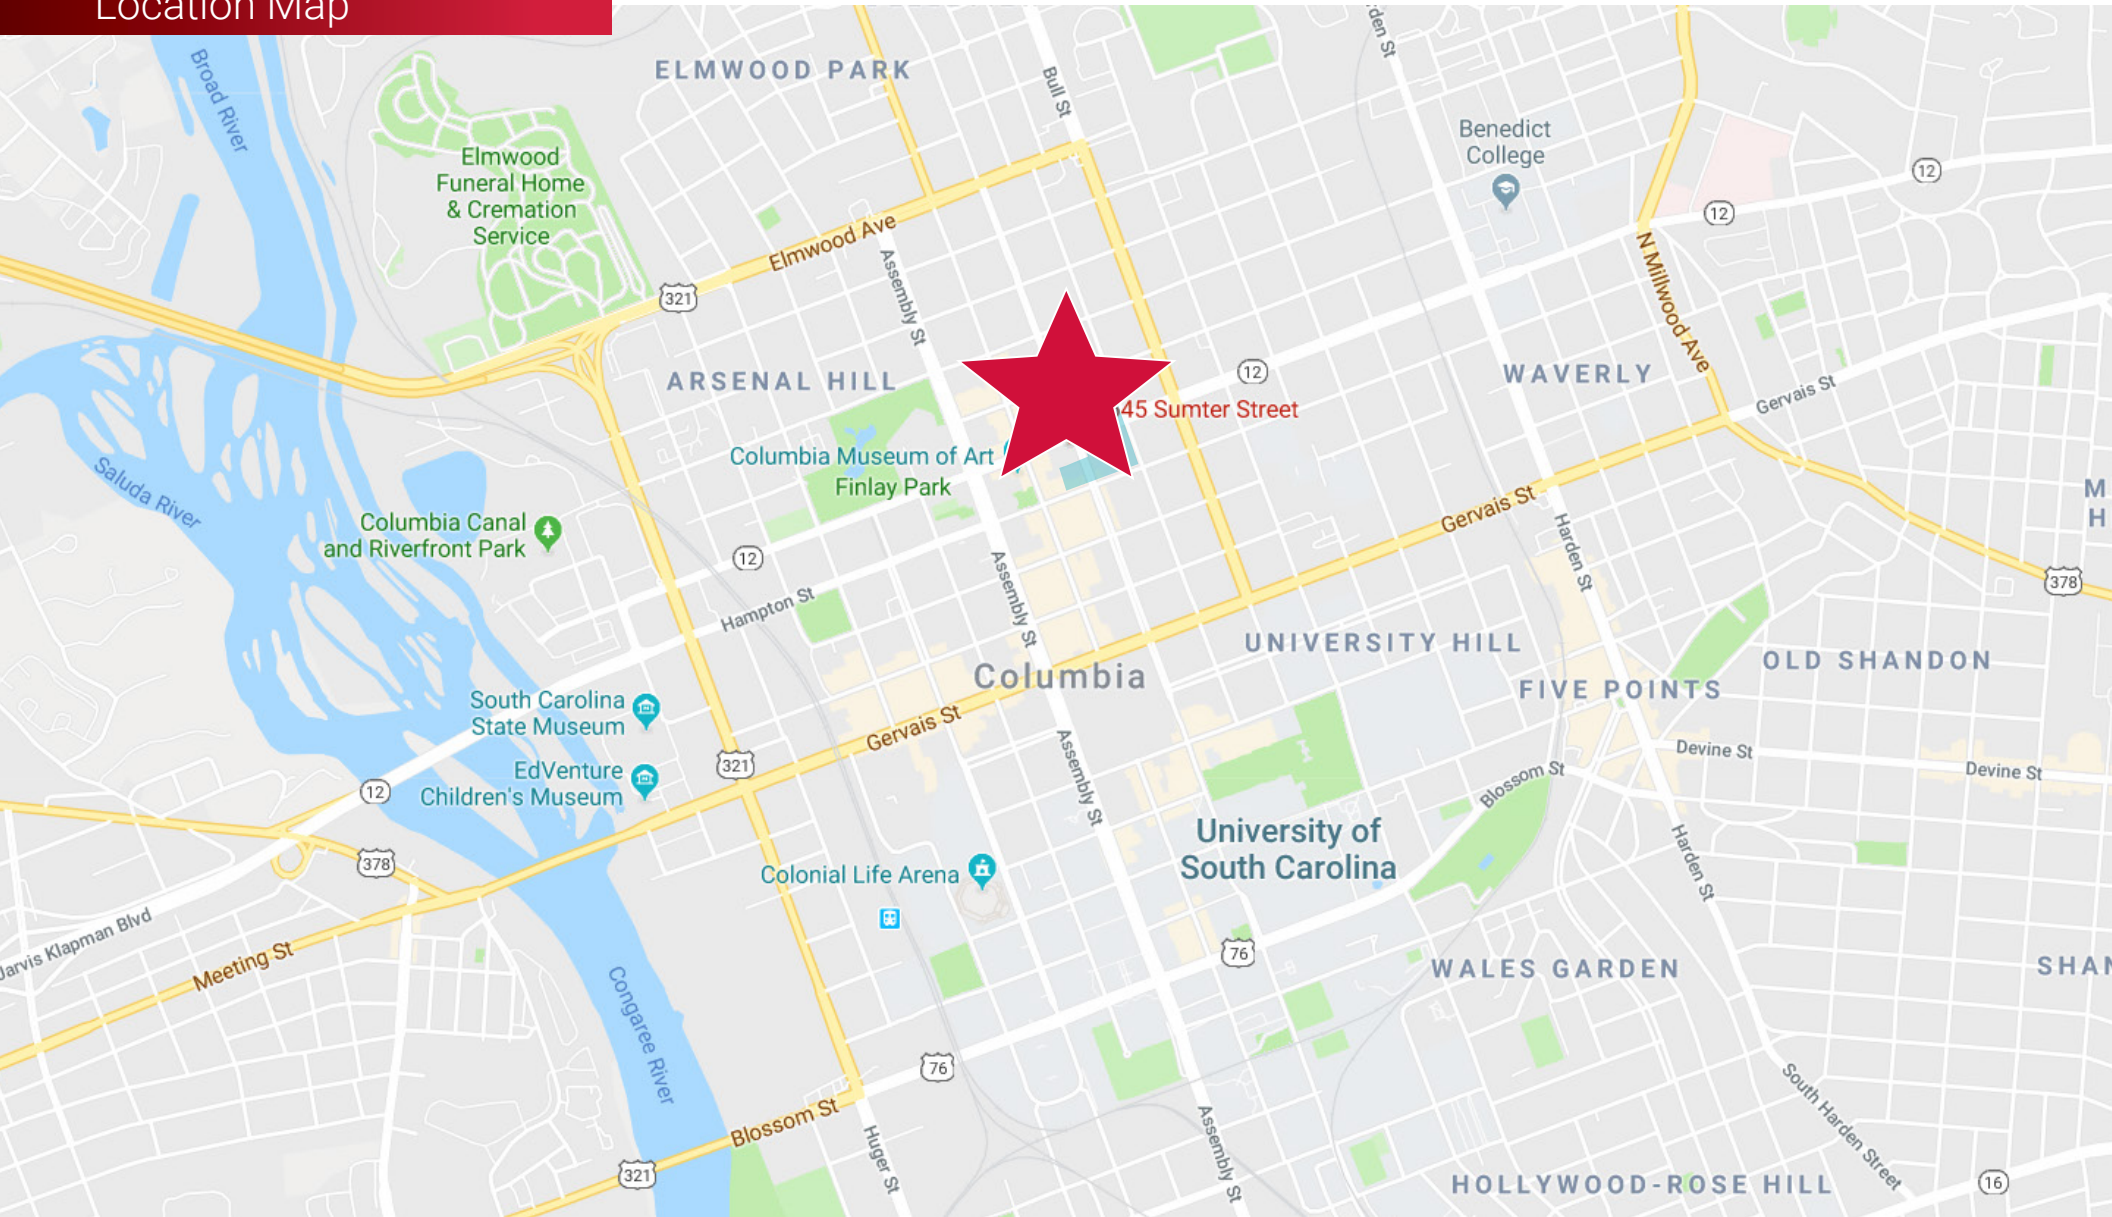 Location Map
Broad River
ELMWOOD PARK
Bull St
Benedict
College
Elmwood
Funeral Home
& Cremation
Service
12
12
Elmwood Ave
321
Assembly St
N Millwood Ave
ARSENAL HILL
12
WAVERLY
Gervais St
45 Sumter Street
Columbia Museum of Art
Finlay Park
Saluda River
Gervais St
Columbia Canal
and Riverfront Park
12
Hampton St
Assembly St
Harden St
378
UNIVERSITY HILL
Columbia
OLD SHANDON
FIVE POINTS
South Carolina
State Museum
Gervais St
321
Devine St
Devine St
EdVenture
Children's Museum
12
Assembly St
Blossom St
University of
South Carolina
378
Colonial Life Arena
Harden St
Jarvis Klapman Blvd
Meeting St
76
WALES GARDEN
Congaree River
76
Blossom St
Huger St
Assembly St
South Harden Street
321
HOLLYWOOD-ROSE HILL
16